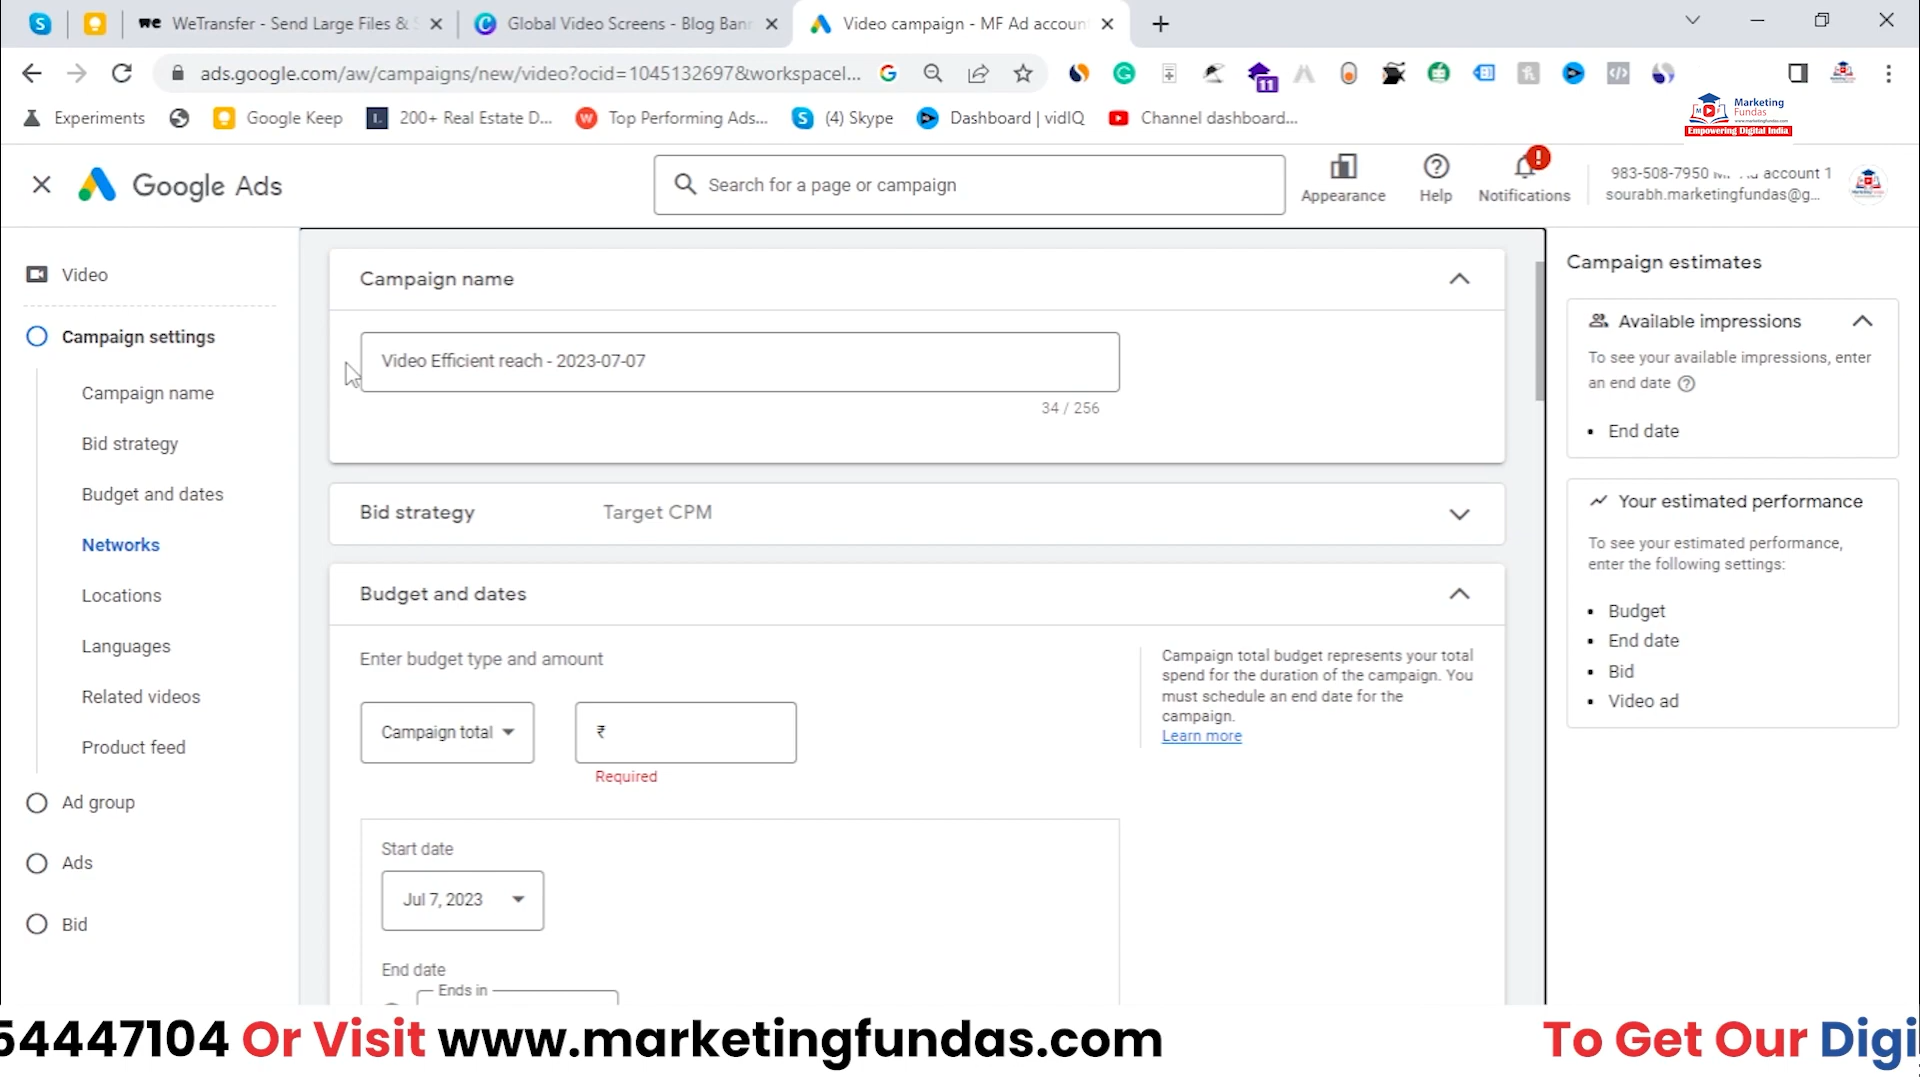 WeTransfer - Send Large Files &
Global Video Screens - Blog Ban
Video campaign - MF Ad accoun
ads.google.com/aw/campaigns/new/video?ocid=1045132697&workspacel...
11
Experiments
Google Keep
200+ Real Estate D...
Top Performing Ads...
(4) Skype
Dashboard | vidIQ
Channel dashboard...
Marketing
Fundas
www.marketingfundas.com
Empowering Digital India
Google Ads
Search for a page or campaign
Appearance
Help
Notifications
983-508-7950
account 1
sourabh.marketingfundas@g...
Video
Campaign settings
Campaign name
Bid strategy
Budget and dates
Networks
Locations
Languages
Related videos
Product feed
Ad group
Ads
Bid
Campaign name
Video Efficient reach - 2023-07-07
34 / 256
Bid strategy
Target CPM
Budget and dates
Enter budget type and amount
Campaign total
₹
Required
Campaign total budget represents your total
spend for the duration of the campaign. You
must schedule an end date for the
campaign.
Learn more
Start date
Jul 7, 2023
End date
Ends in
Campaign estimates
Available impressions
To see your available impressions, enter
an end date
• End date
Your estimated performance
To see your estimated performance,
enter the following settings:
• Budget
• End date
• Bid
• Video ad
54447104 Or Visit www.marketingfundas.com
To Get Our Digi